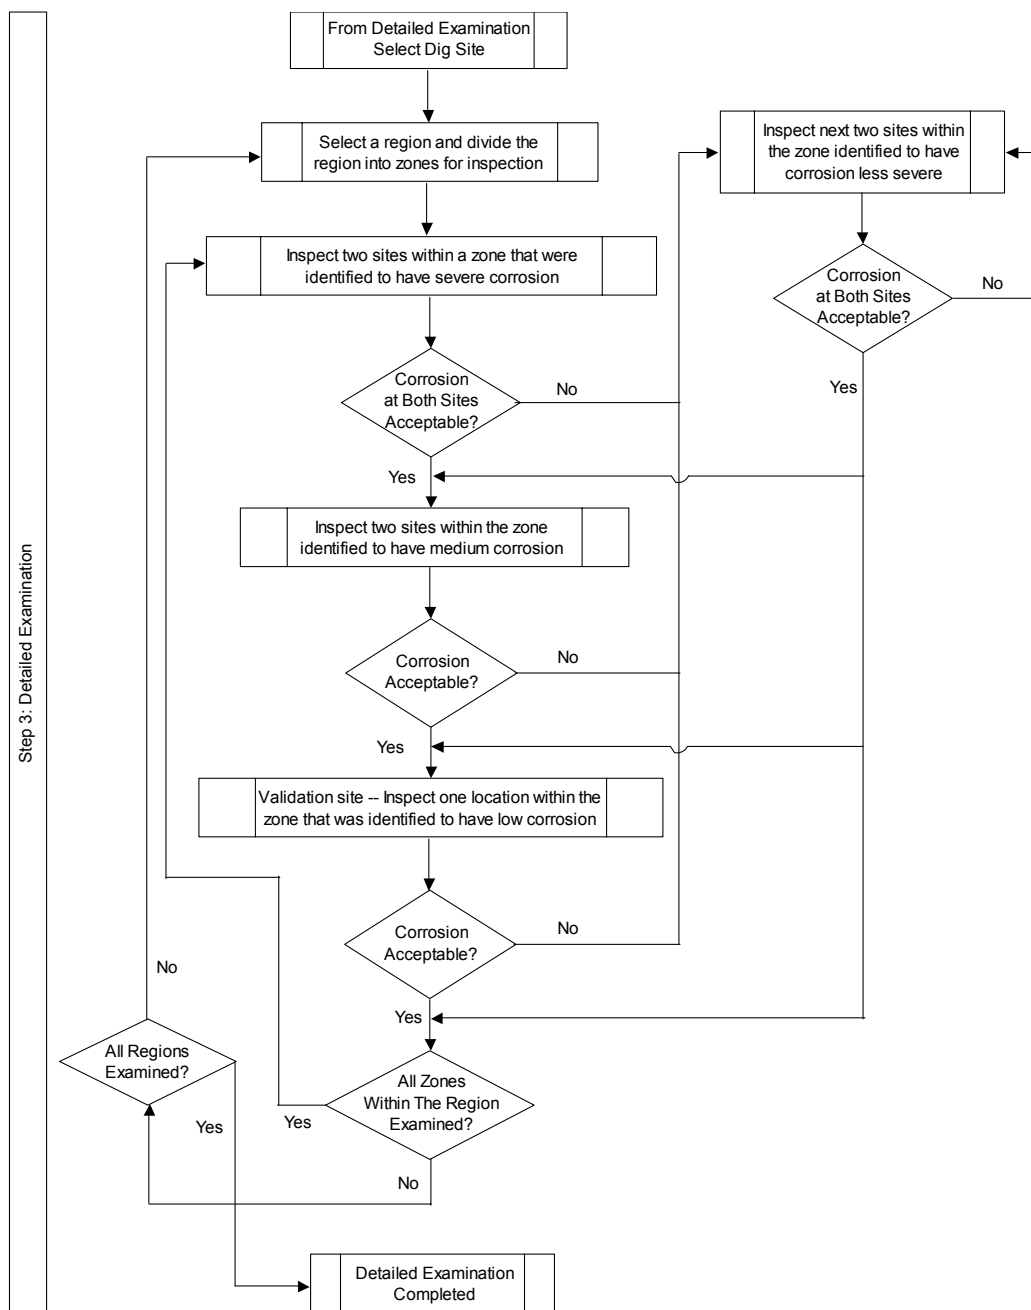 Step 3: Detailed Examination
From Detailed Examination
Select Dig Site
Select a region and divide the
region into zones for inspection
Inspect two sites within a zone that were
identified to have severe corrosion
Corrosion
at Both Sites
Acceptable?
No
Yes
Inspect next two sites within
the zone identified to have
corrosion less severe
Corrosion
at Both Sites
Acceptable?
No
Yes
Inspect two sites within the zone
identified to have medium corrosion
Corrosion
Acceptable?
No
Yes
Validation site -- Inspect one location within the
zone that was identified to have low corrosion
Corrosion
Acceptable?
No
Yes
All Zones
Within The Region
Examined?
Yes
No
All Regions
Examined?
No
Yes
Detailed Examination
Completed